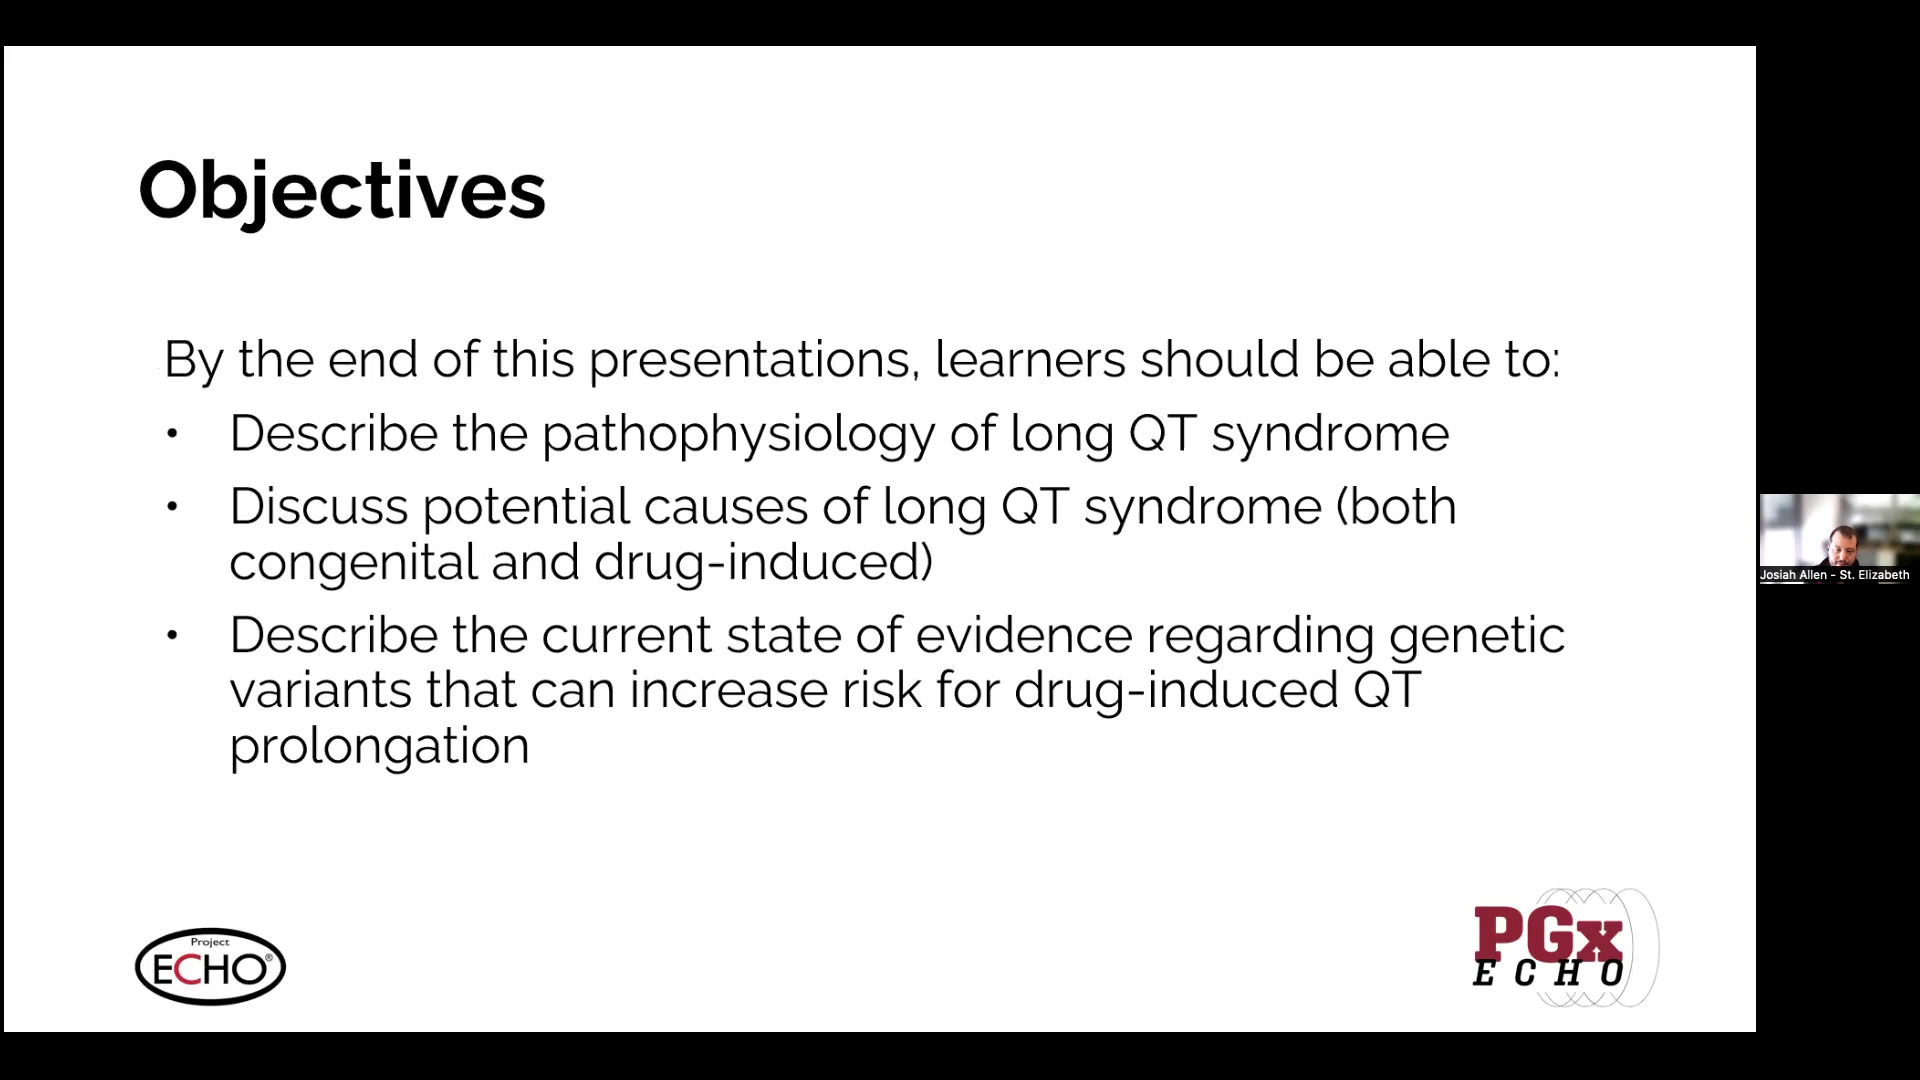 Objectives
By the end of this presentations, learners should be able to:
• Describe the pathophysiology of long QT syndrome
• Discuss potential causes of long QT syndrome (both
congenital and drug-induced)
• Describe the current state of evidence regarding genetic
variants that can increase risk for drug-induced QT
prolongation
Josiah Allen - St. Elizabeth
Project
ECHO®
PGx
ECHO